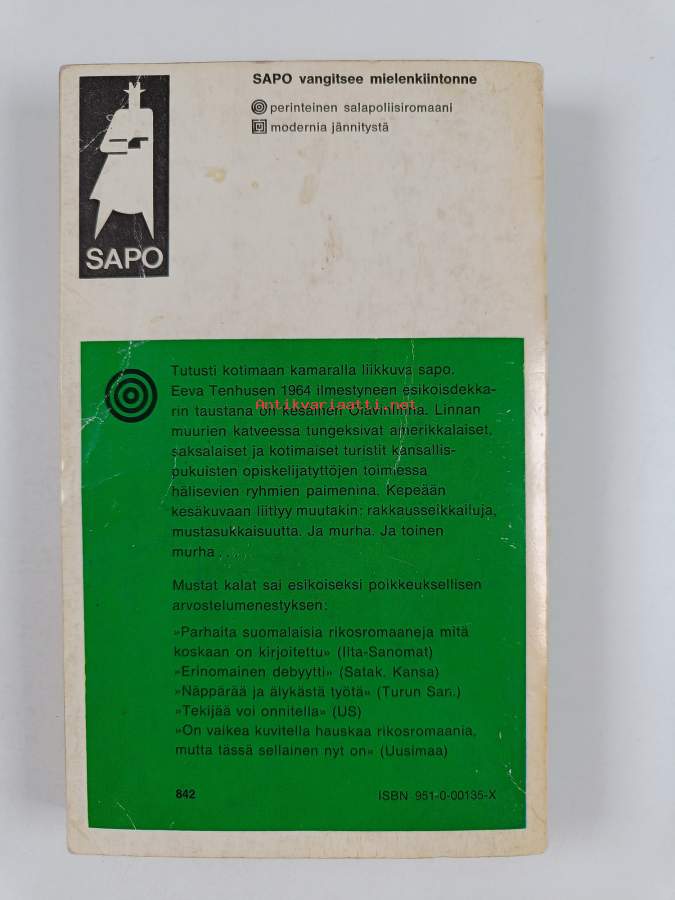 SAPO vangitsee mielenkiintonne
perinteinen salapoliisiromaani
M modernia jännitystä
SAPO
Tutusti kotimaan kamaralla liikkuva sapo.
Eeva Tenhusen 1964 ilmestyneen esikoisdekka-
rin taustana on kesäinen Olavinlinna. Linnan
Antikvariaatti.net
muurien katveessa tungeksivat amerikkalaiset,
saksalaiset ja kotimaiset turistit kansallis-
pukuisten opiskelijatyttöjen toimiessa
hälisevien ryhmien paimenina. Kepeään
kesäkuvaan liittyy muutakin: rakkausseikkailuja,
mustasukkaisuutta. Ja murha. Ja toinen
murha . . .
Mustat kalat sai esikoiseksi poikkeuksellisen
arvostelumenestyksen:
»Parhaita suomalaisia rikosromaaneja mitä
koskaan on kirjoitettu» (Ilta-Sanomat)
»Erinomainen debyytti» (Satak. Kansa)
»Näppärää ja älykästä työtä» (Turun San.)
»Tekijää voi onnitella» (US)
»On vaikea kuvitella hauskaa rikosromaania,
mutta tässä sellainen nyt on» (Uusimaa)
842
ISBN 951-0-00135-X